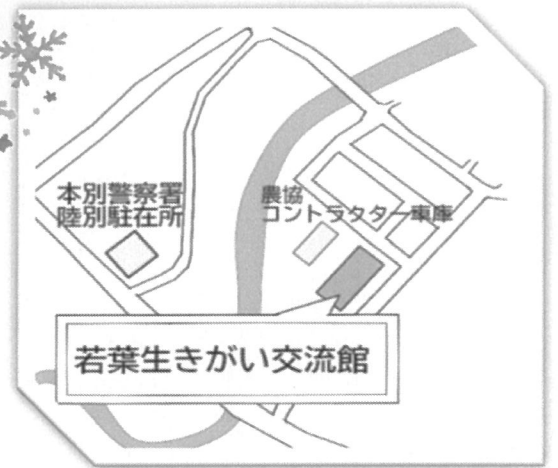 本別警察署
陸別駐在所
農協
コントラクター車庫
若葉生きがい交流館